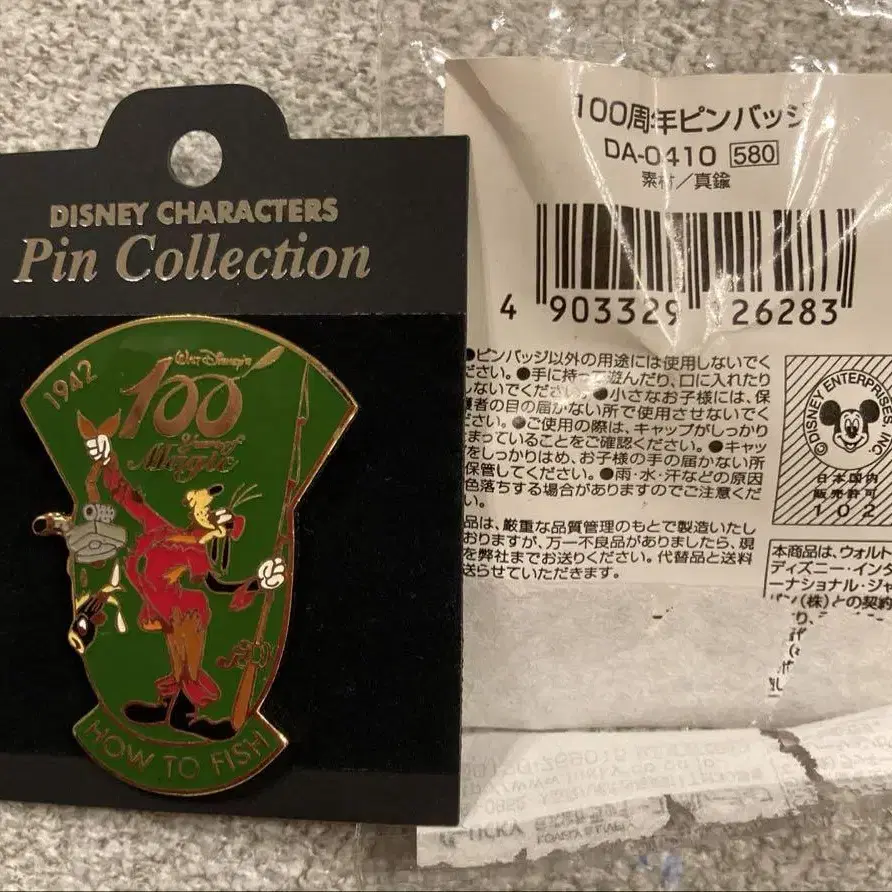 DISNEY CHARACTERS
Pin Collection
1942
WALT DISNEY'S
100
Years of
Magic
HOW TO FISH
100周年ピンバッジ
DA-0410 580
素材/真鍮
4 903329 126283
●ピンバッジ以外の用途には使用しないでく
ださい。●手に持って遊んだり、口に入れたり
しないでください。●小さなお子様には、保
護者の目の届かない所で使用させないでく
ださい。●ご使用の際は、キャップがしっかり
まっていることをご確認ください。●キャッ
をしっかりはめ、お子様の手の届かない所
保管してください。●雨・水・汗などの原因
色落ちする場合がありますのでご注意くだ
い。
品は、厳重な品質管理のもとで製造いたし
おりますが、万一不良品がありましたら、現
を弊社までお送りください。代替品と送料
送らせていただきます。
©DISNEY ENTERPRISES, INC
日本国内
販売許可
102
本商品は、ウォルト
ディズニー・インタ
ーナショナル・ジャ
パン(株)との契約